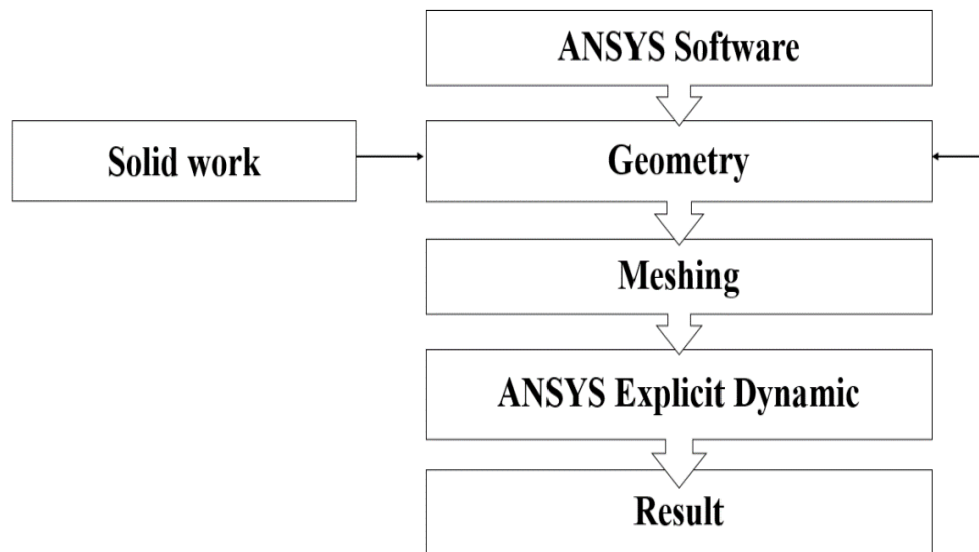 ANSYS Software
Solid work
Geometry
Meshing
ANSYS Explicit Dynamic
Result